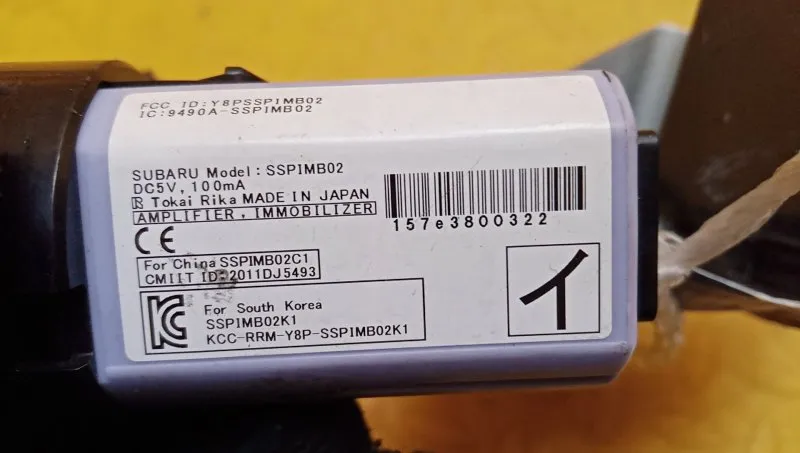 FCC ID:Y8PSSPIMB02
IC:9490A-SSPIMB02
SUBARU Model:SSPIMB02
DC5V, 100mA
R Tokai Rika MADE IN JAPAN
AMPLIFIER, IMMOBILIZER
157e3800322
CE
For China SSPIMB02C1
CMIIT ID:2011DJ5493
KC
For South Korea
SSPIMB02K1
KCC-RRM-Y8P-SSPIMB02K1
イ